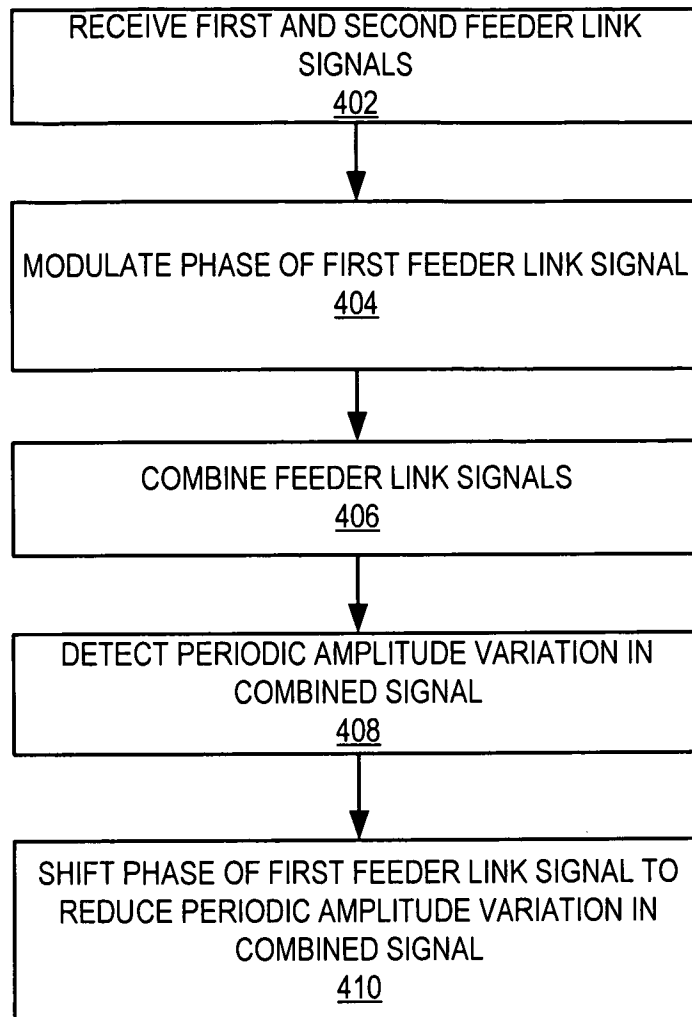 RECEIVE FIRST AND SECOND FEEDER LINK
SIGNALS
402
MODULATE PHASE OF FIRST FEEDER LINK SIGNAL
404
COMBINE FEEDER LINK SIGNALS
406
DETECT PERIODIC AMPLITUDE VARIATION IN
COMBINED SIGNAL
408
SHIFT PHASE OF FIRST FEEDER LINK SIGNAL TO
REDUCE PERIODIC AMPLITUDE VARIATION IN
COMBINED SIGNAL
410